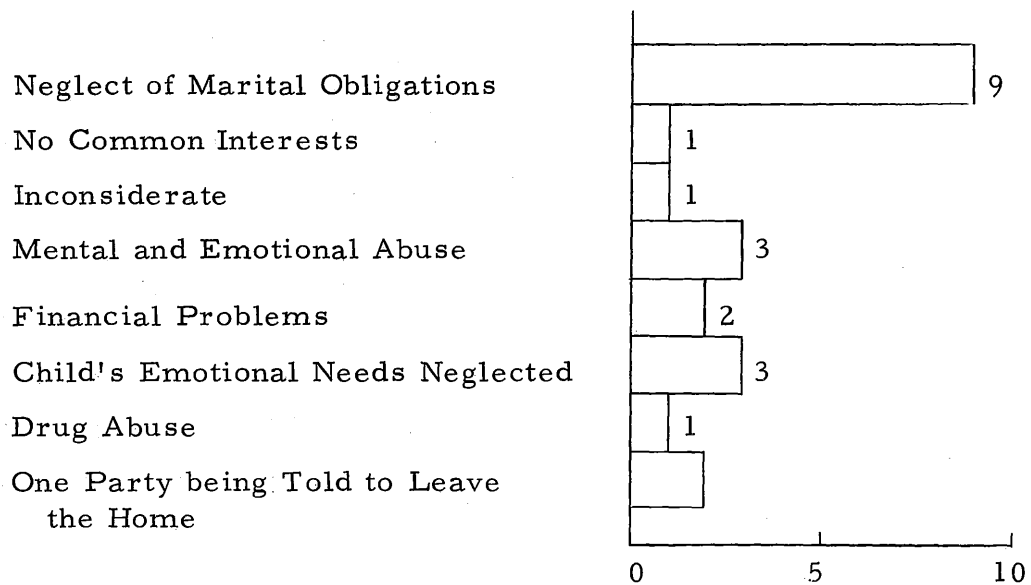 Neglect of Marital Obligations 9
No Common Interests 1
Inconsiderate 1
Mental and Emotional Abuse 3
Financial Problems 2
Child's Emotional Needs Neglected 3
Drug Abuse 1
One Party being Told to Leave
the Home
0 5 10